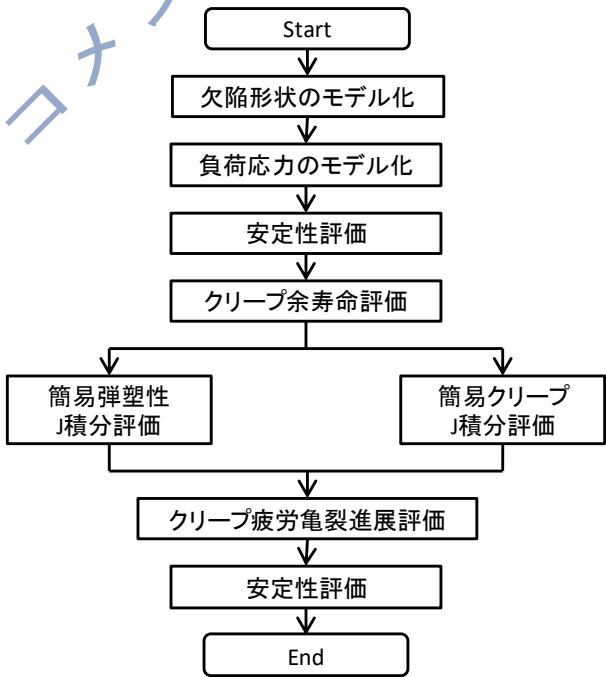 コメン
Start
欠陥形状のモデル化
負荷応力のモデル化
安定性評価
クリープ余寿命評価
簡易弾塑性
J積分評価
簡易クリープ
J積分評価
クリープ疲労亀裂進展評価
安定性評価
End